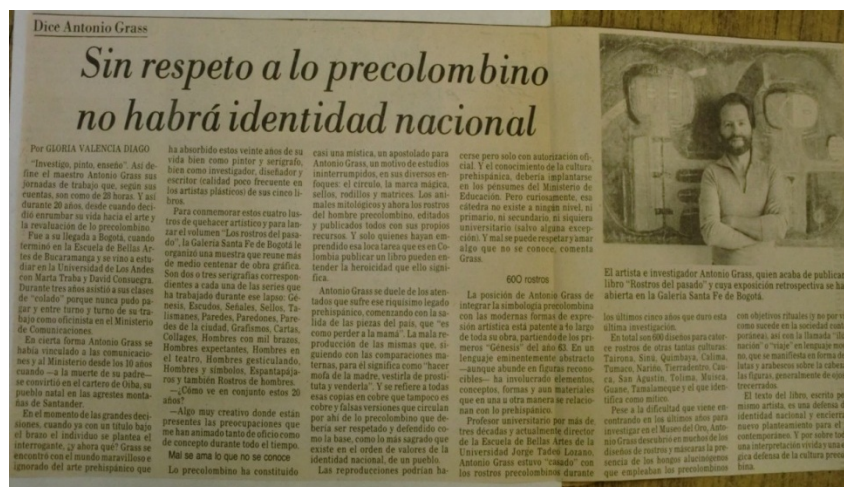 Dice Antonio Grass
Sin respeto a lo precolombino
no habrá identidad nacional
Por GLORIA VALENCIA DIAGO
"Investigo, pinto, enseño". Así de-
fine el maestro Antonio Grass sus
jornadas de trabajo que, según sus
cuentas, son como de 28 horas. Y así
durante 20 años, desde cuando deci-
dió enrumbar su vida hacia el arte y
la revaluación de lo precolombino.
Fue a su llegada a Bogotá, cuando
terminó en la Escuela de Bellas Ar-
tes de Bucaramanga y se vino a estu-
diar en la Universidad de Los Andes
con Marta Traba y David Consuegra.
Durante tres años asistió a sus clases
de "colado" porque nunca pudo pa-
gar y entre turno y turno de su tra-
bajo como oficinista en el Ministerio
de Comunicaciones.
En cierta forma Antonio Grass se
había vinculado a las comunicacio-
nes y al Ministerio desde los 10 años
cuando —a la muerte de su padre—
se convirtió en el cartero de Oiba, su
pueblo natal en las agrestes monta-
ñas de Santander.
En el momento de las grandes deci-
siones, cuando ya con un título bajo
el brazo el individuo se plantea el
interrogante, ¿y ahora qué? Grass se
encontró con el mundo maravilloso e
ignorado del arte prehispánico que
ha absorbido estos veinte años de su
vida bien como pintor y serígrafo,
bien como investigador, diseñador y
escritor (calidad poco frecuente en
los artistas plásticos) de sus cinco li-
bros.
Para conmemorar estos cuatro lus-
tros de quehacer artístico y para lan-
zar el volumen "Los rostros del pasa-
do", la Galería Santa Fe de Bogotá le
organizó una muestra que reúne más
de medio centenar de obra gráfica.
Son dos o tres serigrafías correspon-
dientes a cada una de las series que
ha trabajado durante ese lapso: Gé-
nesis, Escudos, Señales, Sellos, Ta-
lismanes, Paredes, Paredones, Pare-
des de la ciudad, Grafismos, Cartas,
Collages, Hombres con mil brazos,
Hombres expectantes, Hombres en
el teatro, Hombres gesticulando,
Hombres y símbolos, Espantapája-
ros y también Rostros de hombres.
—¿Cómo ve en conjunto estos 20
años?
—Algo muy creativo donde están
presentes las preocupaciones que
me han animado tanto de oficio como
de concepto durante todo el tiempo.
Mal se ama lo que no se conoce
Lo precolombino ha constituido
casi una mística, un apostolado para
Antonio Grass, un motivo de estudios
ininterrumpidos, en sus diversos en-
foques: el círculo, la marca mágica,
sellos, rodillos y matrices. Los ani-
males mitológicos y ahora los rostros
del hombre precolombino, editados
y publicados todos con sus propios
recursos. Y solo quienes hayan em-
prendido esa loca tarea que es en Co-
lombia publicar un libro pueden en-
tender la heroicidad que ello signi-
fica.
Antonio Grass se duele de los aten-
tados que sufre ese riquísimo legado
prehispánico, comenzando con la sa-
lida de las piezas del país, que "es
como perder a la mamá". La mala re-
producción de las mismas que, si-
guiendo con las comparaciones ma-
ternas, para él significa como "hacer
mofa de la madre, vestirla de prosti-
tuta y venderla". Y se refiere a todas
esas copias en cobre que tampoco es
cobre y falsas versiones que circulan
por ahí de lo precolombino que de-
bería ser respetado y defendido co-
mo la base, como lo más sagrado que
existe en el orden de valores de la
identidad nacional, de un pueblo.
Las reproducciones podrían ha-
cerse pero solo con autorización ofi-
cial. Y el conocimiento de la cultura
prehispánica, debería implantarse
en los pensumes del Ministerio de
Educación. Pero curiosamente, esa
cátedra no existe a ningún nivel, ni
primario, ni secundario, ni siquiera
universitario (salvo alguna excep-
ción). Y mal se puede respetar y amar
algo que no se conoce, comenta
Grass.
600 rostros
La posición de Antonio Grass de
integrar la simbología precolombina
con las modernas formas de expre-
sión artística está patente a lo largo
de toda su obra, partiendo de los pri-
meros "Génesis" del año 63. En un
lenguaje eminentemente abstracto
—aunque abunde en figuras recono-
cibles— ha involucrado elementos,
conceptos, formas y aun materiales
que en una u otra manera se relacio-
nan con lo prehispánico.
Profesor universitario por más de
tres décadas y actualmente director
de la Escuela de Bellas Artes de la
Universidad Jorge Tadeo Lozano,
Antonio Grass estuvo "casado" con
los rostros precolombinos durante
El artista e investigador Antonio Grass, quien acaba de publicar
libro "Rostros del pasado" y cuya exposición retrospectiva se ha
abierta en la Galería Santa Fe de Bogotá.
los últimos cinco años que duró esta
última investigación.
En total son 600 diseños para cator-
ce rostros de otras tantas culturas
Tairona, Sinú, Quimbaya, Calima,
Tumaco, Nariño, Tierradentro, Cau-
ca, San Agustín, Tolima, Muisca,
Guane, Tamalameque y el que iden-
tifica como mítico.
Pese a la dificultad que viene en-
contrando en los últimos años para
investigar en el Museo del Oro, Anto-
nio Grass descubrió en muchos de los
diseños de rostros y máscaras la pre-
sencia de los hongos alucinógenos
que empleaban los precolombinos
con objetivos rituales (y no por
como sucede en la sociedad cont
poránea), así con la llamada
nación" o "viaje" en lenguaje mo
no, que se manifiesta en forma d
lutas y arabescos sobre la cabe
las figuras, generalmente de ojo
trecerrados.
El texto del libro, escrito po
mismo artista, es una defensa d
identidad nacional y encierra
nuevo planteamiento para el
contemporáneo. Y por sobre tod
una interpretación vívida y una
gica defensa de la cultura preco
bina.